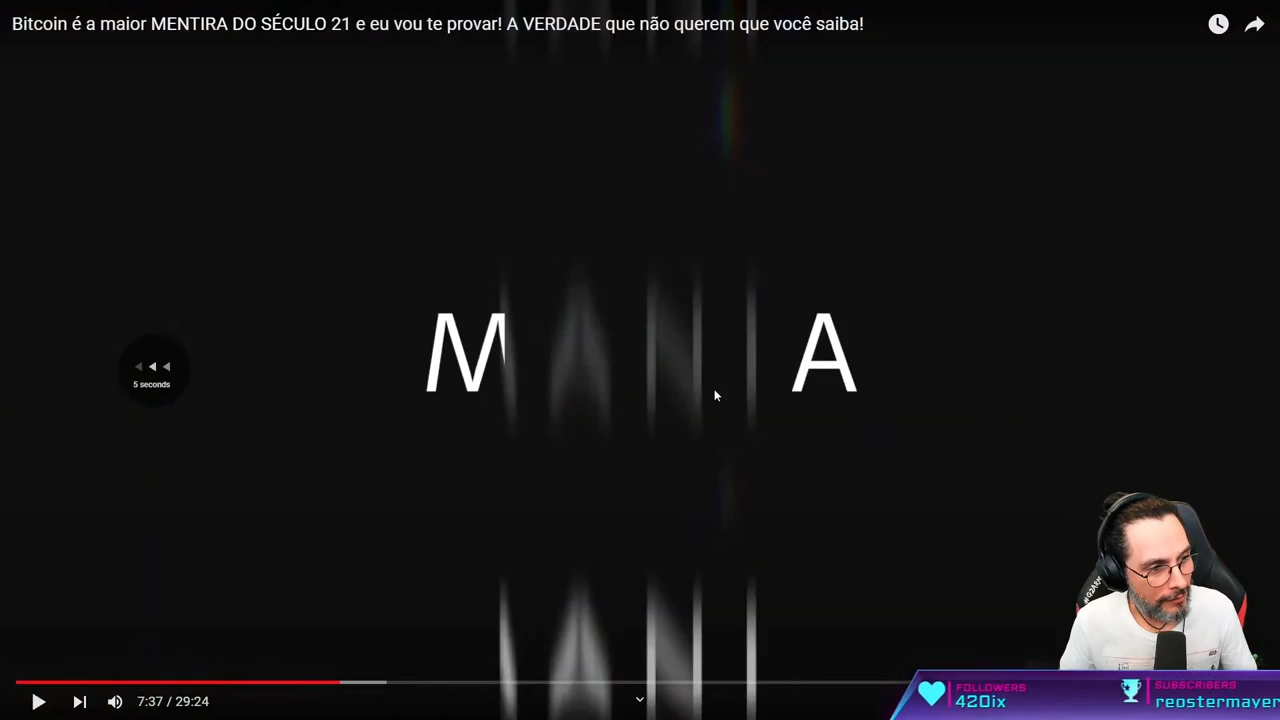 Bitcoin é a maior MENTIRA DO SÉCULO 21 e eu vou te provar! A VERDADE que não querem que você saiba!
MANIA
5 seconds
7:37 / 29:24
FOLLOWERS
420ix
SUBSCRIBERS
reostermayer